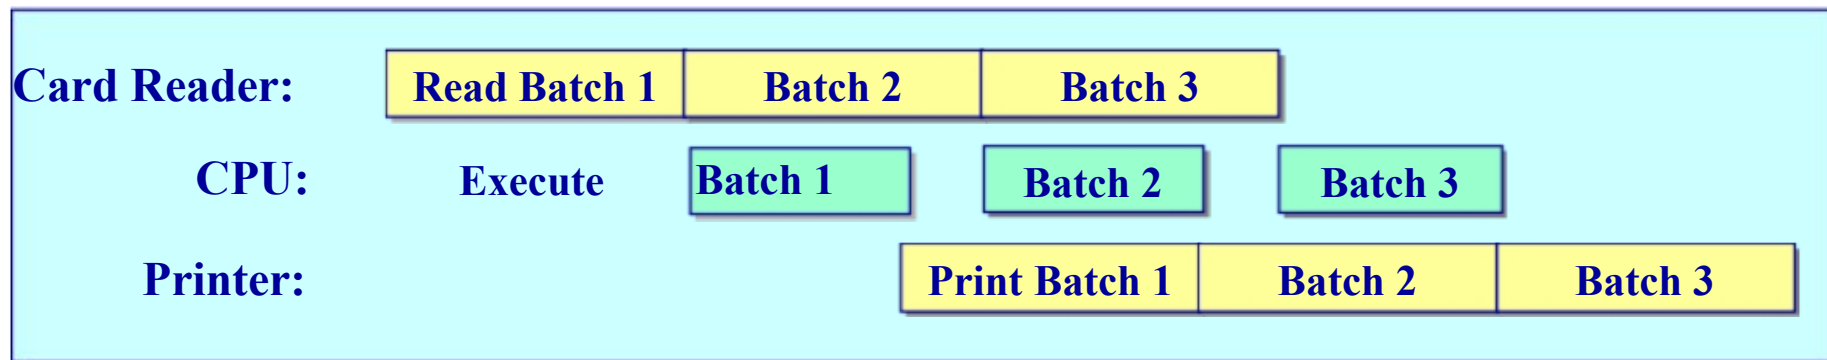 Card Reader: Read Batch 1 Batch 2 Batch 3
CPU: Execute Batch 1 Batch 2 Batch 3
Printer: Print Batch 1 Batch 2 Batch 3